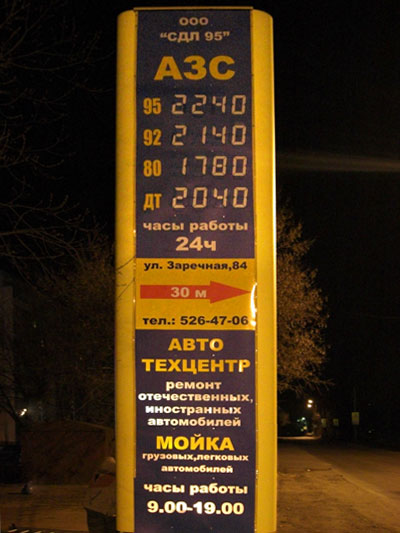 ООО
"СДЛ 95"
АЗС
95 2240
92 2140
80 1780
ДТ 2040
часы работы
24ч
ул. Заречная,84
30 м
тел.: 526-47-06
АВТО
ТЕХЦЕНТР
ремонт
отечественных,
иностранных
автомобилей
МОЙКА
грузовых,легковых
автомобилей
часы работы
9.00-19.00